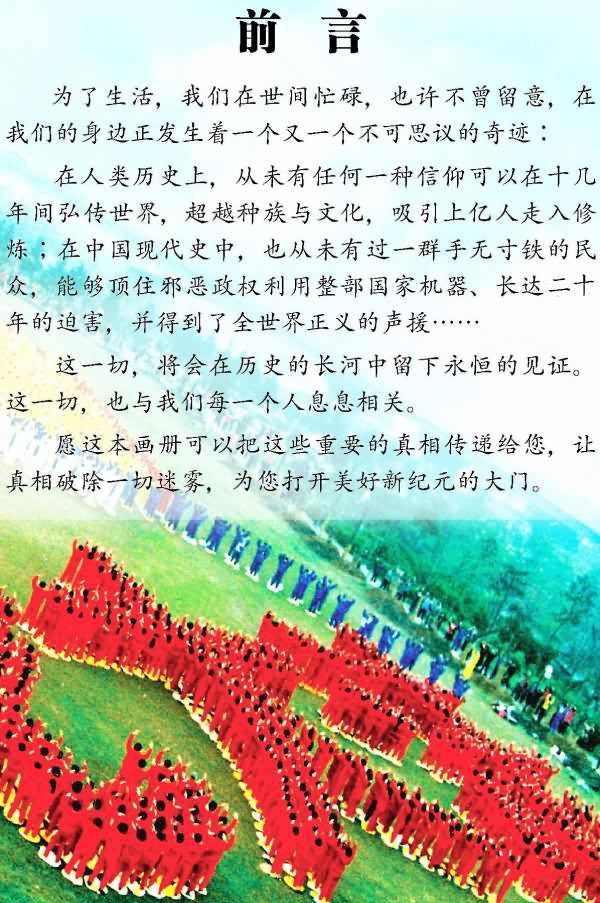 前 言
为了生活，我们在世间忙碌，也许不曾留意，在
我们的身边正发生着一个又一个不可思议的奇迹：
在人类历史上，从未有任何一种信仰可以在十几
年间弘传世界，超越种族与文化，吸引上亿人走入修
炼；在中国现代史中，也从未有过一群手无寸铁的民
众，能够顶住邪恶政权利用整部国家机器、长达二十
年的迫害，并得到了全世界正义的声援……
这一切，将会在历史的长河中留下永恒的见证。
这一切，也与我们每一个人息息相关。
愿这本画册可以把这些重要的真相传递给您，让
真相破除一切迷雾，为您打开美好新纪元的大门。